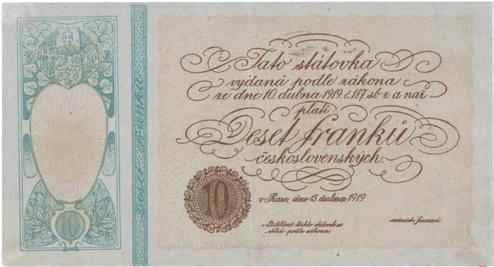 Tato státovka
vydaná podle zákona
ze dne 10. dubna 1919 č. 187 sb. z. a nař.
platí
Deset franků
československých.
v Praze, dne 15. dubna 1919
10
10